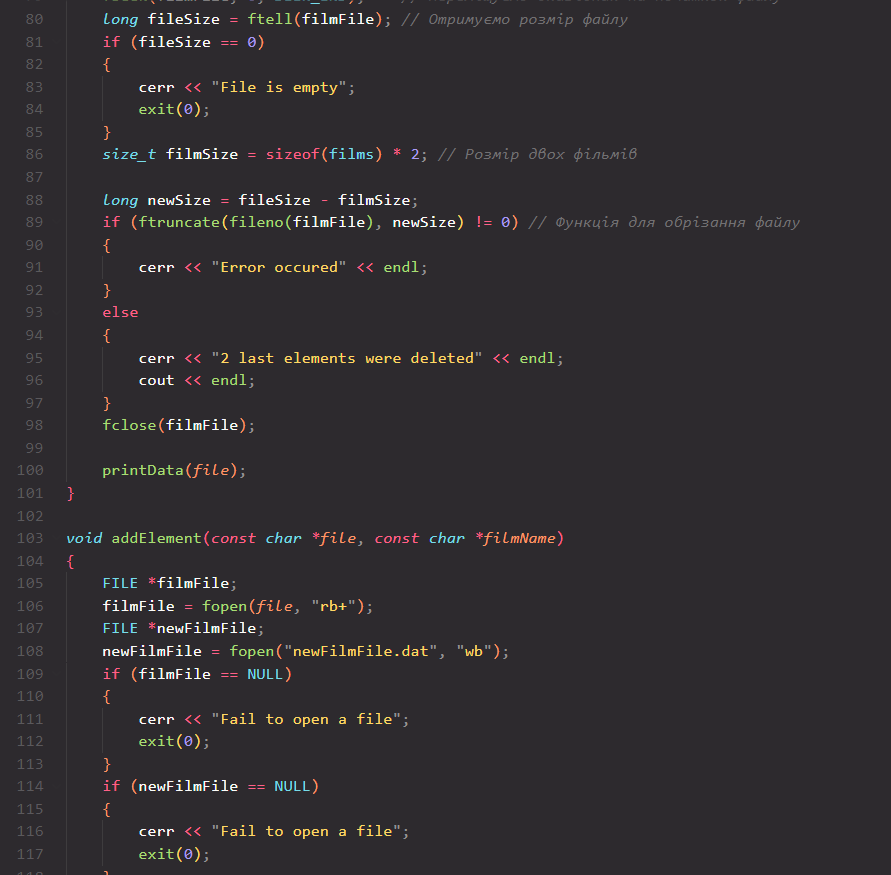 80 long fileSize = ftell(filmFile); // Отримуємо розмір файлу
81 if (fileSize == 0)
82 {
83 cerr << "File is empty";
84 exit(0);
85 }
86 size_t filmSize = sizeof(films) * 2; // Розмір двох фільмів
87
88 long newSize = fileSize - filmSize;
89 if (ftruncate(fileno(filmFile), newSize) != 0) // Функція для обрізання файлу
90 {
91 cerr << "Error occured" << endl;
92 }
93 else
94 {
95 cerr << "2 last elements were deleted" << endl;
96 cout << endl;
97 }
98 fclose(filmFile);
99
100 printData(file);
101 }
102
103 void addElement(const char *file, const char *filmName)
104 {
105 FILE *filmFile;
106 filmFile = fopen(file, "rb+");
107 FILE *newFilmFile;
108 newFilmFile = fopen("newFilmFile.dat", "wb");
109 if (filmFile == NULL)
110 {
111 cerr << "Fail to open a file";
112 exit(0);
113 }
114 if (newFilmFile == NULL)
115 {
116 cerr << "Fail to open a file";
117 exit(0);